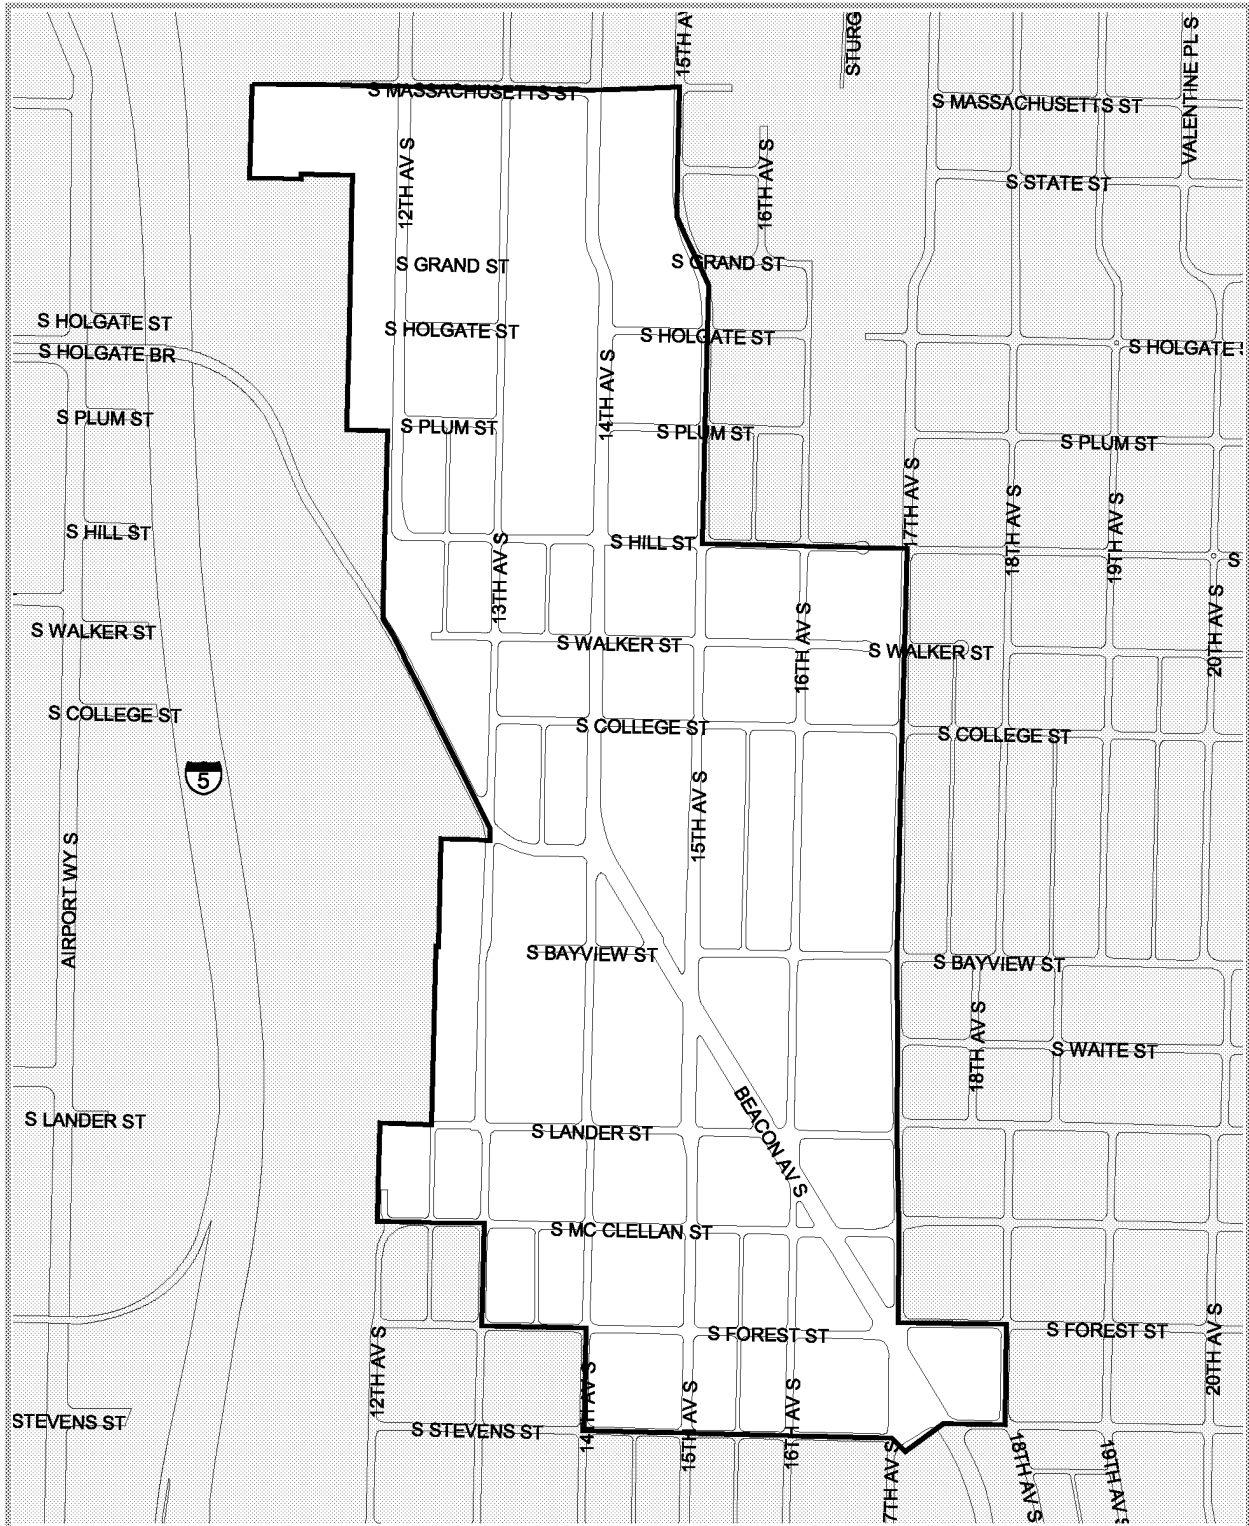 15TH A
STURG
VALENTINE PL S
S MASSACHUSETTS ST
S MASSACHUSETTS ST
12TH AV S
16TH AV S
S STATE ST
S GRAND ST
S GRAND ST
S HOLGATE ST
S HOLGATE ST
S HOLGATE ST
S HOLGATE S
S HOLGATE BR
14TH AV S
S PLUM ST
S PLUM ST
S PLUM ST
S PLUM ST
17TH AV S
18TH AV S
19TH AV S
S HILL ST
S HILL ST
13TH AV S
S
20TH AV S
S WALKER ST
S WALKER ST
16TH AV S
S WALKER ST
S COLLEGE ST
S COLLEGE ST
S COLLEGE ST
5
15TH AV S
AIRPORT WY S
S BAYVIEW ST
S BAYVIEW ST
18TH AV S
S WAITE ST
S LANDER ST
S LANDER ST
BEACON AV S
S MC CLELLAN ST
S FOREST ST
S FOREST ST
20TH AV S
12TH AV S
14TH AV S
15TH AV S
16TH AV S
STEVENS ST
S STEVENS ST
7TH AV S
18TH AV S
19TH AV S